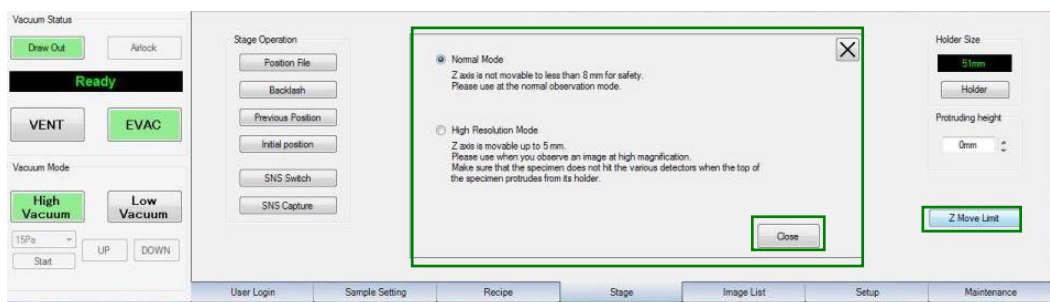 Vacuum Status
Draw Out
Airlock
Ready
VENT
EVAC
Vacuum Mode
High
Vacuum
Low
Vacuum
15Pa
Start
UP
DOWN
Stage Operation
Position File
Backlash
Previous Position
Initial position
SNS Switch
SNS Capture
Normal Mode
Z axis is not movable to less than 8 mm for safety.
Please use at the normal observation mode.
High Resolution Mode
Z axis is movable up to 5 mm.
Please use when you observe an image at high magnification.
Make sure that the specimen does not hit the various detectors when the top of
the specimen protrudes from its holder.
Close
Holder Size
51mm
Holder
Protruding height
0mm
Z Move Limit
User Login
Sample Setting
Recipe
Stage
Image List
Setup
Maintenance